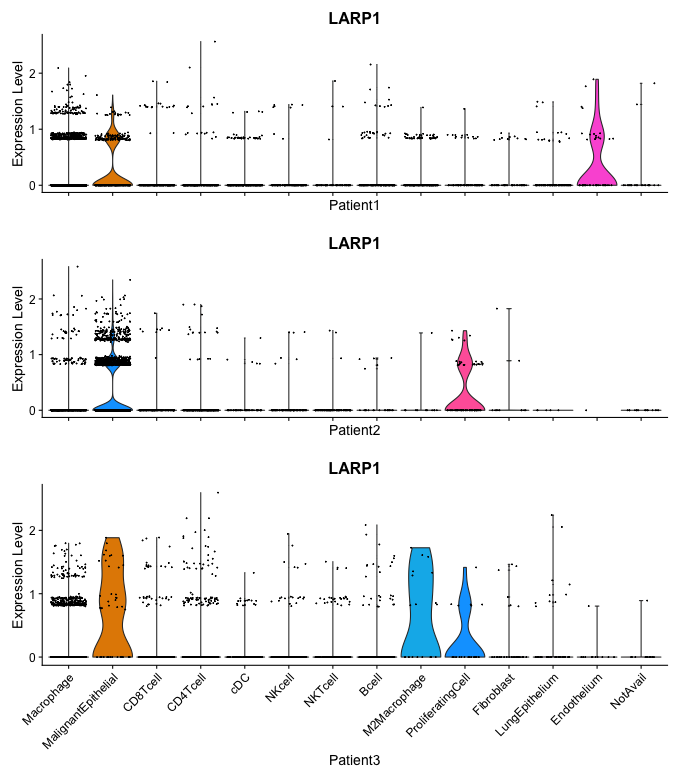 LARP1
Expression Level
2
1
0
Patient1
LARP1
Expression Level
2
1
0
Patient2
LARP1
Expression Level
2
1
0
Macrophage
MalignantEpithelial
CD8Tcell
CD4Tcell
cDC
NKcell
NKTcell
Bcell
M2Macrophage
ProliferatingCell
Fibroblast
LungEpithelium
Endothelium
NotAvail
Patient3